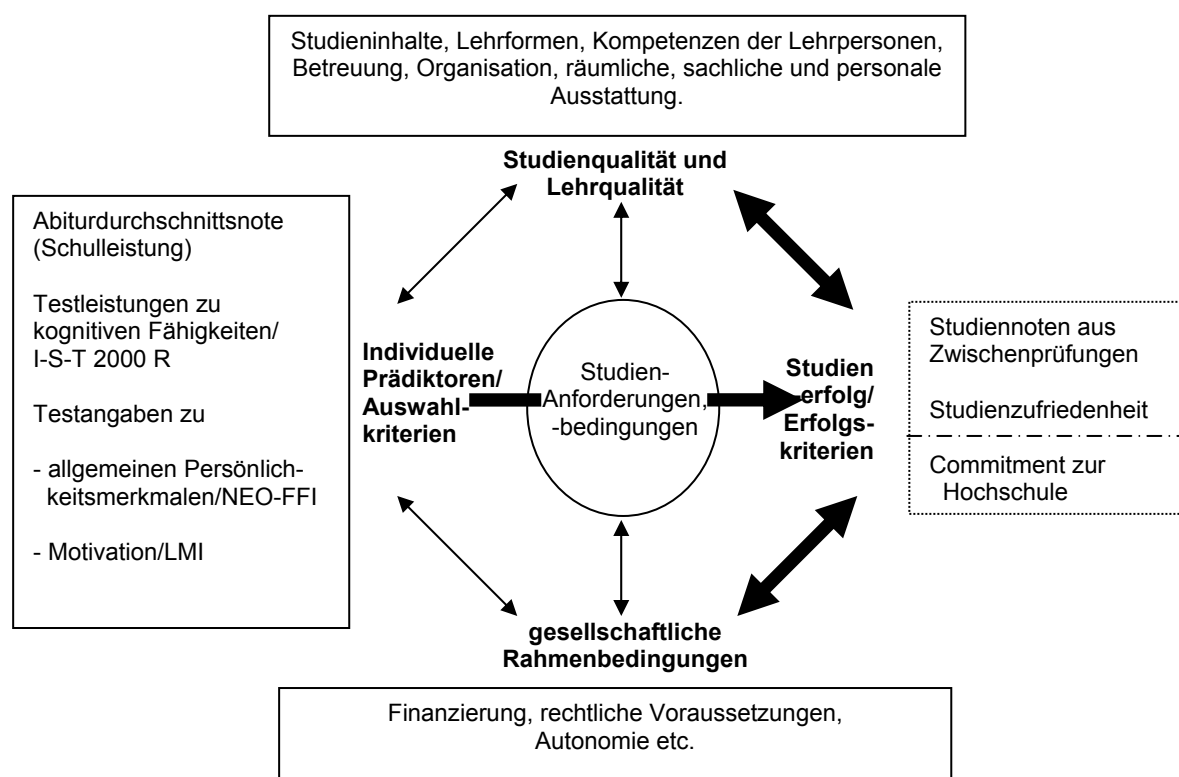 Studieninhalte, Lehrformen, Kompetenzen der Lehrpersonen,
Betreuung, Organisation, räumliche, sachliche und personale
Ausstattung.
Studienqualität und
Lehrqualität
Abiturdurchschnittsnote
(Schulleistung)
Testleistungen zu
kognitiven Fähigkeiten/
I-S-T 2000 R
Testangaben zu
- allgemeinen Persönlich-
keitsmerkmalen/NEO-FFI
- Motivation/LMI
Individuelle
Prädiktoren/
Auswahl-
kriterien
Studien-
Anforderungen,
-bedingungen
Studien
-erfolg/
Erfolgs-
kriterien
Studiennoten aus
Zwischenprüfungen
Studienzufriedenheit
Commitment zur
Hochschule
gesellschaftliche
Rahmenbedingungen
Finanzierung, rechtliche Voraussetzungen,
Autonomie etc.